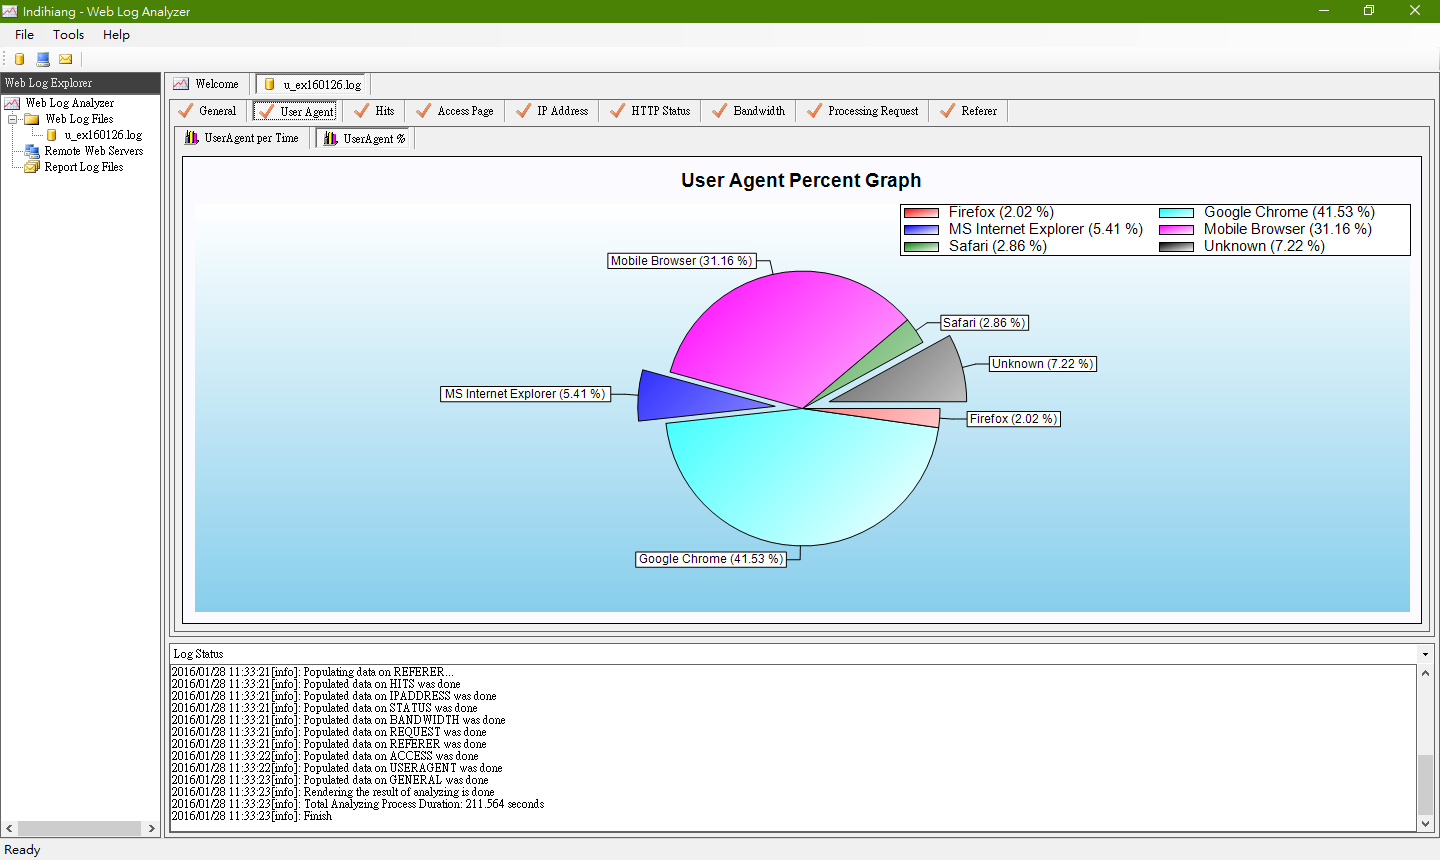 Indihiang - Web Log Analyzer
File Tools Help
Web Log Explorer
Web Log Analyzer
Web Log Files
u_ex160126.log
Remote Web Servers
Report Log Files
Welcome u_ex160126.log
General User Agent Hits Access Page IP Address HTTP Status Bandwidth Processing Request Referer
UserAgent per Time UserAgent %
User Agent Percent Graph
Firefox (2.02 %) Google Chrome (41.53 %)
MS Internet Explorer (5.41 %) Mobile Browser (31.16 %)
Safari (2.86 %) Unknown (7.22 %)
Mobile Browser (31.16 %)
Safari (2.86 %)
Unknown (7.22 %)
MS Internet Explorer (5.41 %)
Firefox (2.02 %)
Google Chrome (41.53 %)
Log Status
2016/01/28 11:33:21[info]: Populating data on REFERER...
2016/01/28 11:33:21[info]: Populated data on HITS was done
2016/01/28 11:33:21[info]: Populated data on IPADDRESS was done
2016/01/28 11:33:21[info]: Populated data on STATUS was done
2016/01/28 11:33:21[info]: Populated data on BANDWIDTH was done
2016/01/28 11:33:21[info]: Populated data on REQUEST was done
2016/01/28 11:33:21[info]: Populated data on REFERER was done
2016/01/28 11:33:22[info]: Populated data on ACCESS was done
2016/01/28 11:33:23[info]: Populated data on USERAGENT was done
2016/01/28 11:33:23[info]: Populated data on GENERAL was done
2016/01/28 11:33:23[info]: Rendering the result of analyzing is done
2016/01/28 11:33:23[info]: Total Analyzing Process Duration: 211.564 seconds
2016/01/28 11:33:23[info]: Finish
Ready